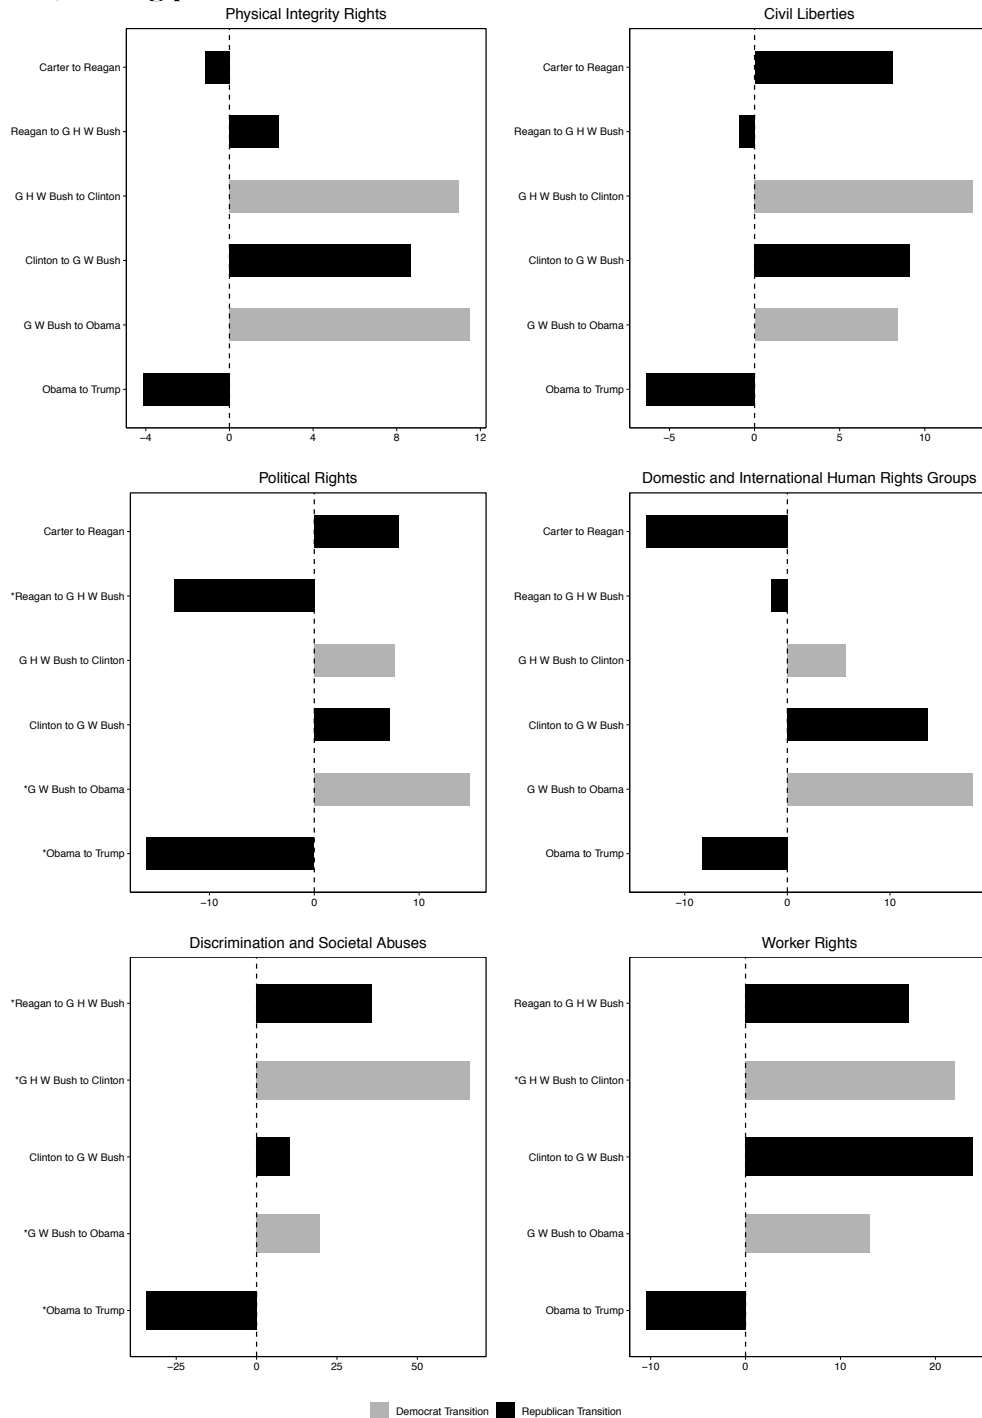 Physical Integrity Rights
Carter to Reagan
Reagan to G H W Bush
G H W Bush to Clinton
Clinton to G W Bush
G W Bush to Obama
Obama to Trump
−4 0 4 8 12
Civil Liberties
Carter to Reagan
Reagan to G H W Bush
G H W Bush to Clinton
Clinton to G W Bush
G W Bush to Obama
Obama to Trump
−5 0 5 10
Political Rights
Carter to Reagan
*Reagan to G H W Bush
G H W Bush to Clinton
Clinton to G W Bush
*G W Bush to Obama
*Obama to Trump
−10 0 10
Domestic and International Human Rights Groups
Carter to Reagan
Reagan to G H W Bush
G H W Bush to Clinton
Clinton to G W Bush
G W Bush to Obama
Obama to Trump
−10 0 10
Discrimination and Societal Abuses
*Reagan to G H W Bush
*G H W Bush to Clinton
Clinton to G W Bush
*G W Bush to Obama
*Obama to Trump
−25 0 25 50
Worker Rights
Reagan to G H W Bush
*G H W Bush to Clinton
Clinton to G W Bush
G W Bush to Obama
Obama to Trump
−10 0 10 20
Democrat Transition Republican Transition